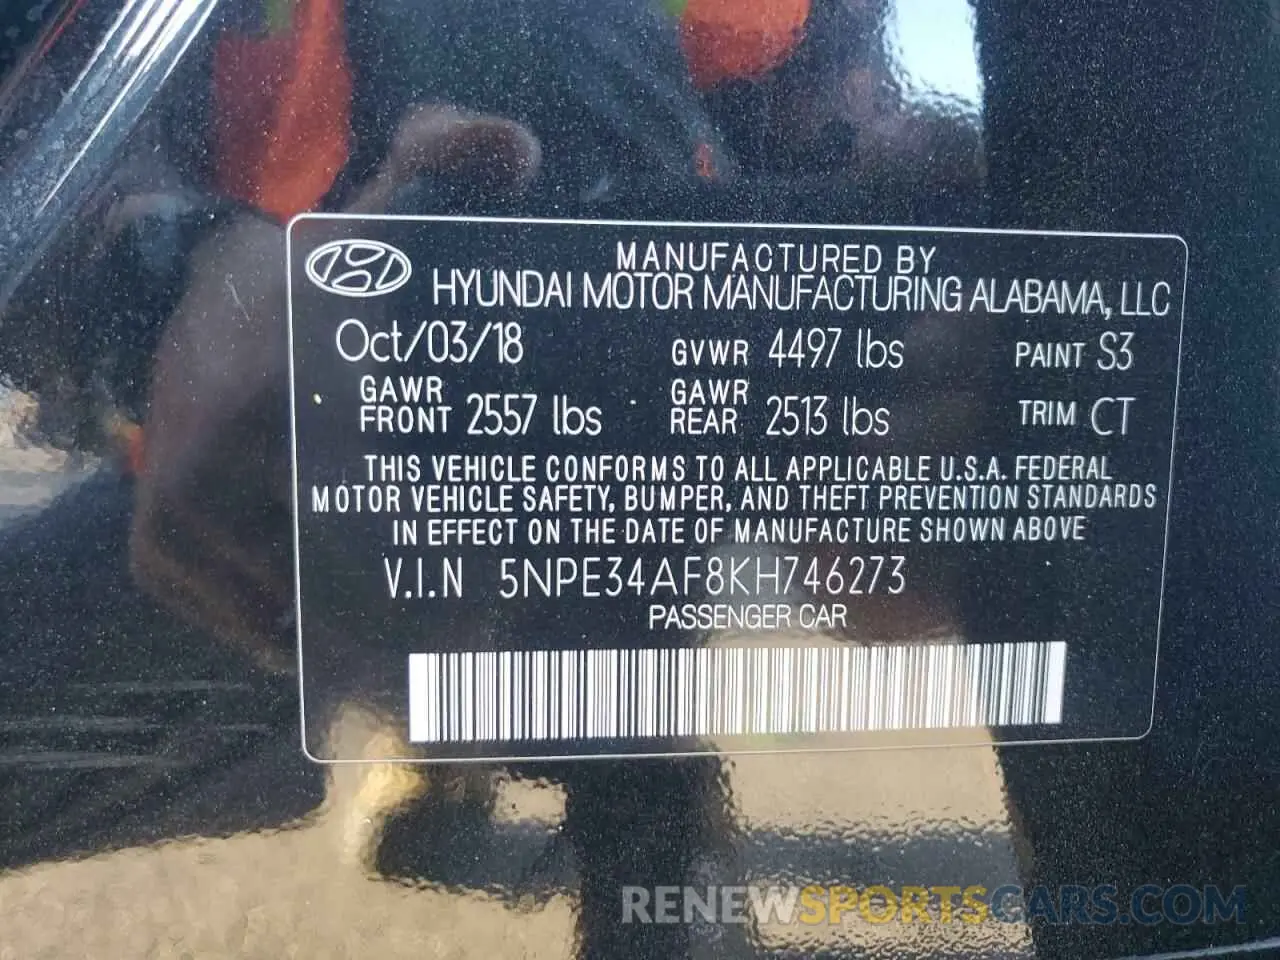 MANUFACTURED BY
HYUNDAI MOTOR MANUFACTURING ALABAMA, LLC
Oct/03/18 GVWR 4497 lbs PAINT S3
GAWR FRONT 2557 lbs GAWR REAR 2513 lbs TRIM CT
THIS VEHICLE CONFORMS TO ALL APPLICABLE U.S.A. FEDERAL
MOTOR VEHICLE SAFETY, BUMPER, AND THEFT PREVENTION STANDARDS
IN EFFECT ON THE DATE OF MANUFACTURE SHOWN ABOVE
V.I.N 5NPE34AF8KH746273
PASSENGER CAR
RENEWSPORTSCARS.COM